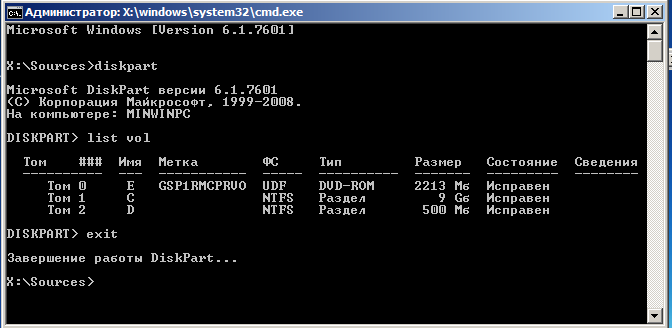 Администратор: X:\windows\system32\cmd.exe
Microsoft Windows [Version 6.1.7601]
X:\Sources>diskpart
Microsoft DiskPart версии 6.1.7601
(C) Корпорация Майкрософт, 1999-2008.
На компьютере: MINWINPC
DISKPART> list vol
Том ### Имя Метка ФС Тип Размер Состояние Сведения
Том 0 E GSP1RMCPRVO UDF DVD-ROM 2213 Мб Исправен
Том 1 C NTFS Раздел 9 Gб Исправен
Том 2 D NTFS Раздел 500 Мб Исправен
DISKPART> exit
Завершение работы DiskPart...
X:\Sources>